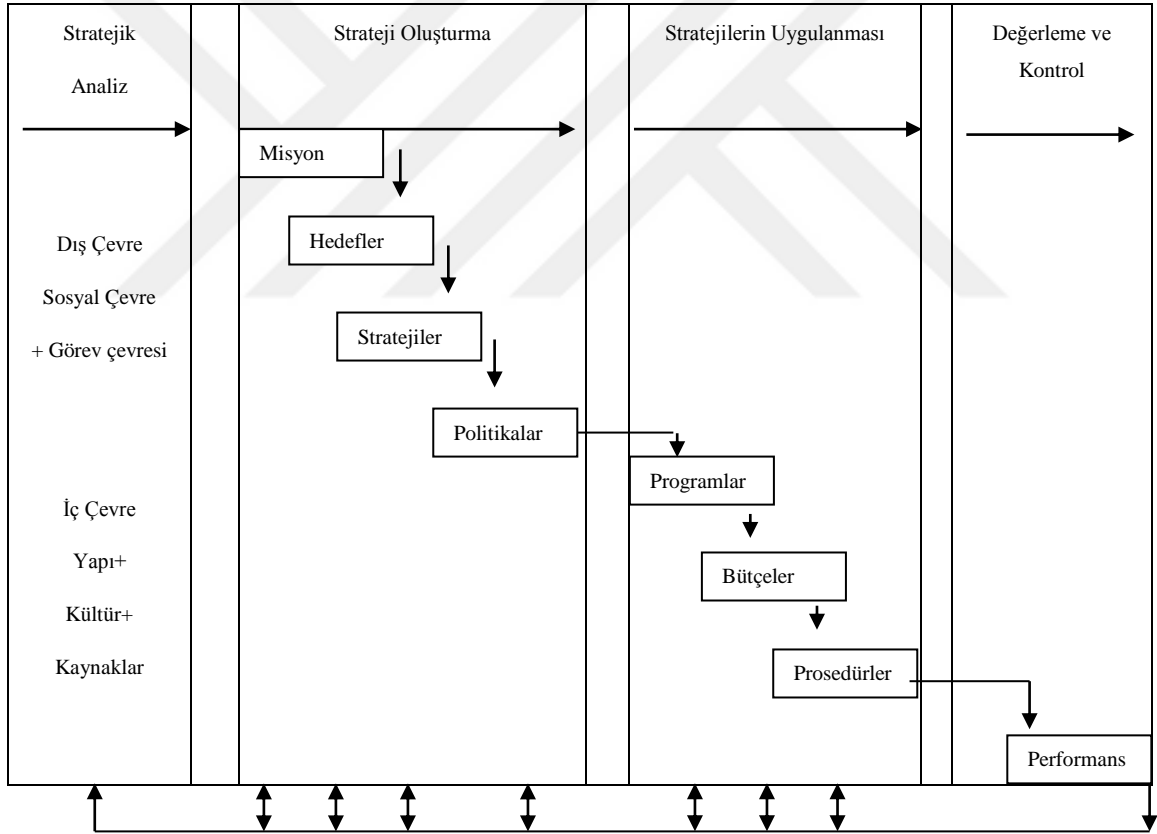 Stratejik
Analiz
Strateji Oluşturma
Stratejilerin Uygulanması
Değerleme ve
Kontrol
Misyon
Hedefler
Stratejiler
Politikalar
Dış Çevre
Sosyal Çevre
+ Görev çevresi
İç Çevre
Yapı+
Kültür+
Kaynaklar
Programlar
Bütçeler
Prosedürler
Performans